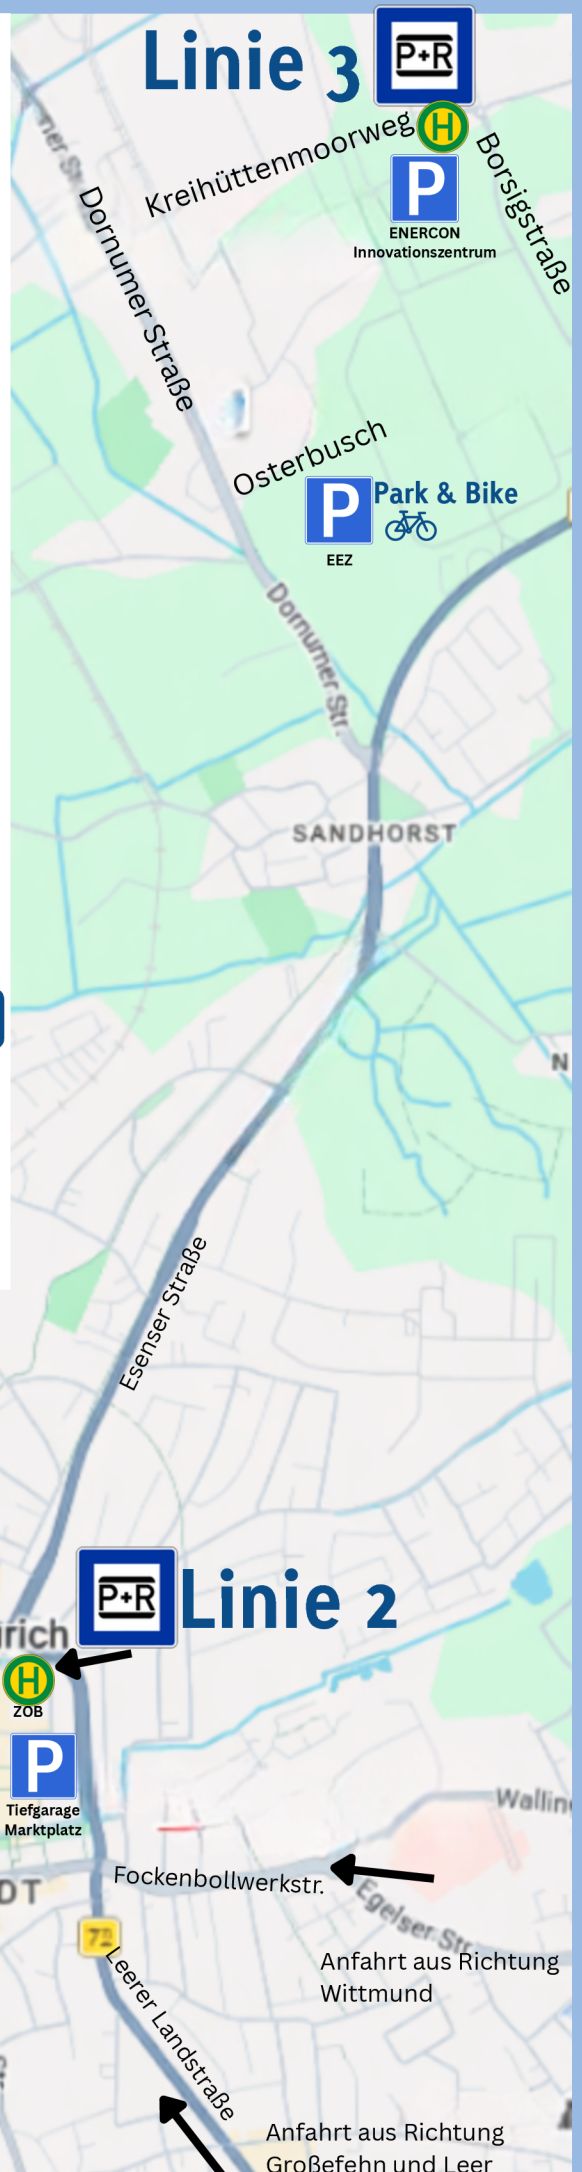 Linie 3
P+R
Kreihüttenmoorweg
H
Borsigstraße
P
ENERCON
Innovationszentrum
Dornumer Straße
Osterbusch
P
Park & Bike
EEZ
Dornumer Str.
SANDHORST
N
Esenser Straße
P+R
Linie 2
urich
H
ZOB
P
Tiefgarage
Marktplatz
Wallin
Fockenbollwerkstr.
DT
Egelser Str.
Anfahrt aus Richtung
Wittmund
72
Leerer Landstraße
Anfahrt aus Richtung
Großefehn und Leer